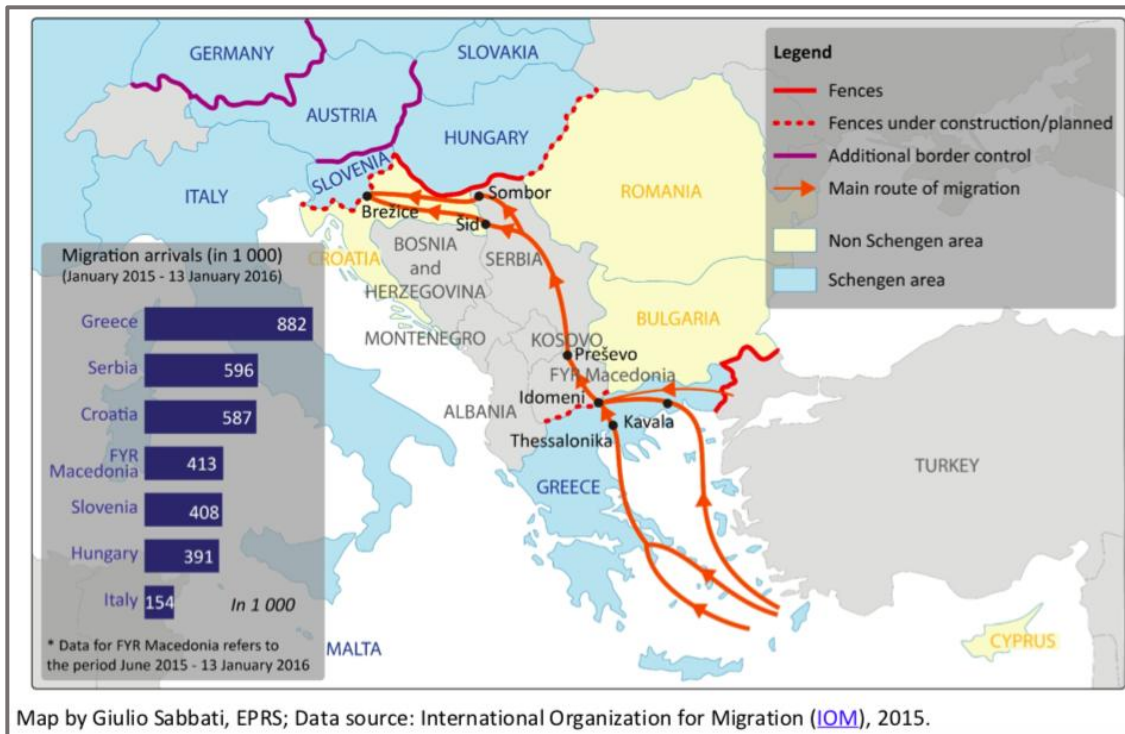 GERMANY
SLOVAKIA
AUSTRIA
HUNGARY
SLOVENIA
ITALY
ROMANIA
Sombor
Brežice
Šid
CROATIA
BOSNIA
and
HERZEGOVINA
SERBIA
MONTENEGRO
KOSOVO
BULGARIA
Preševo
FYR Macedonia
Idomeni
ALBANIA
Kavala
Thessalonika
GREECE
TURKEY
MALTA
CYPRUS
Legend
Fences
Fences under construction/planned
Additional border control
Main route of migration
Non Schengen area
Schengen area
Migration arrivals (in 1 000)
(January 2015 - 13 January 2016)
Greece 882
Serbia 596
Croatia 587
FYR
Macedonia 413
Slovenia 408
Hungary 391
Italy 154
In 1 000
* Data for FYR Macedonia refers to
the period June 2015 - 13 January 2016
Map by Giulio Sabbati, EPRS; Data source: International Organization for Migration (IOM), 2015.